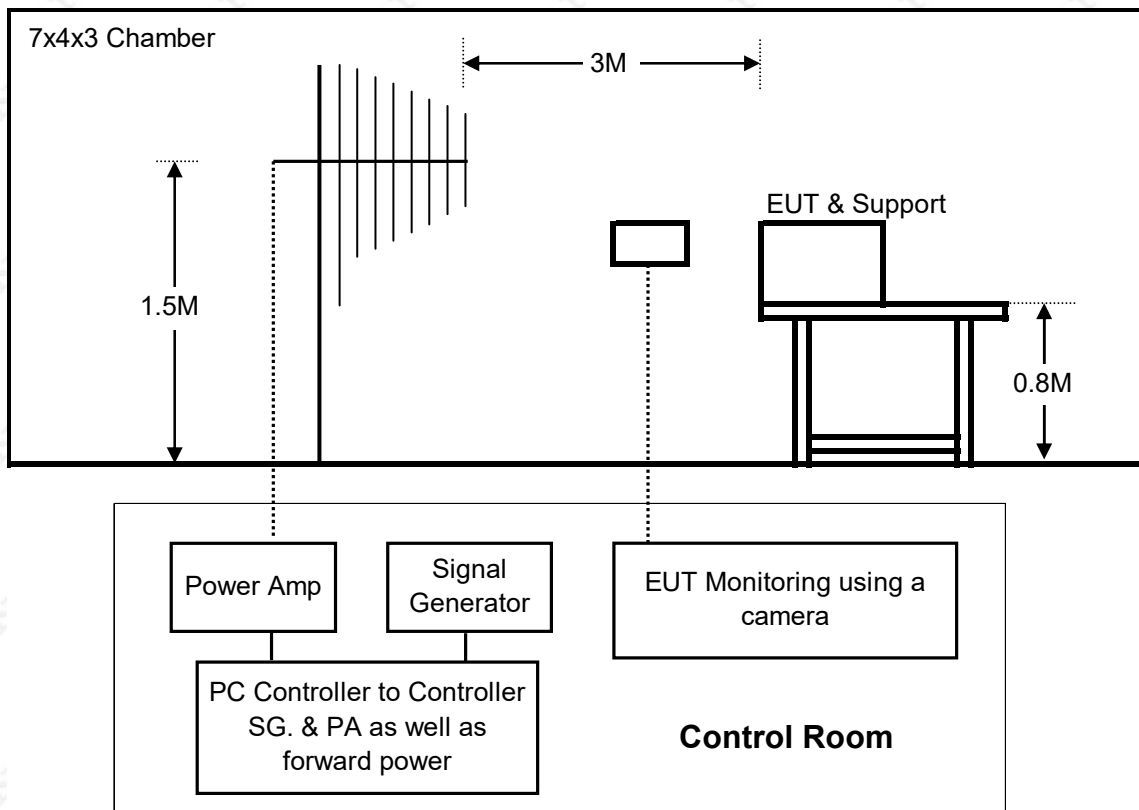 7x4x3 Chamber
3M
EUT & Support
1.5M
0.8M
Power Amp
Signal
Generator
EUT Monitoring using a
camera
PC Controller to Controller
SG. & PA as well as
forward power
Control Room